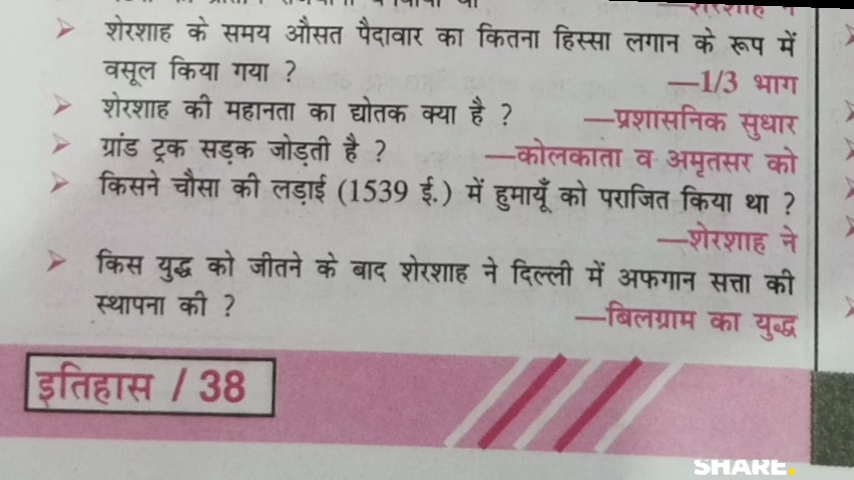 शेरशाह के समय औसत पैदावार का कितना हिस्सा लगान के रूप में
वसूल किया गया ? —1/3 भाग
शेरशाह की महानता का द्योतक क्या है ? —प्रशासनिक सुधार
ग्रांड ट्रक सड़क जोड़ती है ? —कोलकाता व अमृतसर को
किसने चौसा की लड़ाई (1539 ई.) में हुमायूँ को पराजित किया था ?
—शेरशाह ने
किस युद्ध को जीतने के बाद शेरशाह ने दिल्ली में अफगान सत्ता की
स्थापना की ? —बिलग्राम का युद्ध
इतिहास / 38
SHARE.